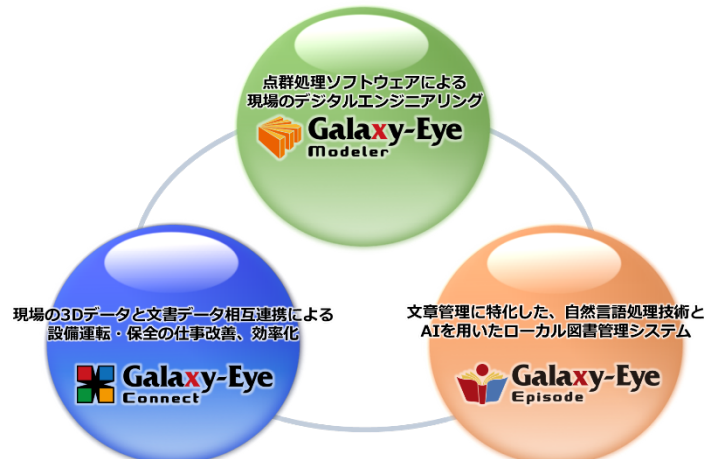 点群処理ソフトウェアによる
現場のデジタルエンジニアリング
Galaxy-Eye
Modeler
現場の3Dデータと文書データ相互連携による
設備運転・保全の仕事改善、効率化
Galaxy-Eye
Connect
文章管理に特化した、自然言語処理技術と
AIを用いたローカル図書管理システム
Galaxy-Eye
Episode